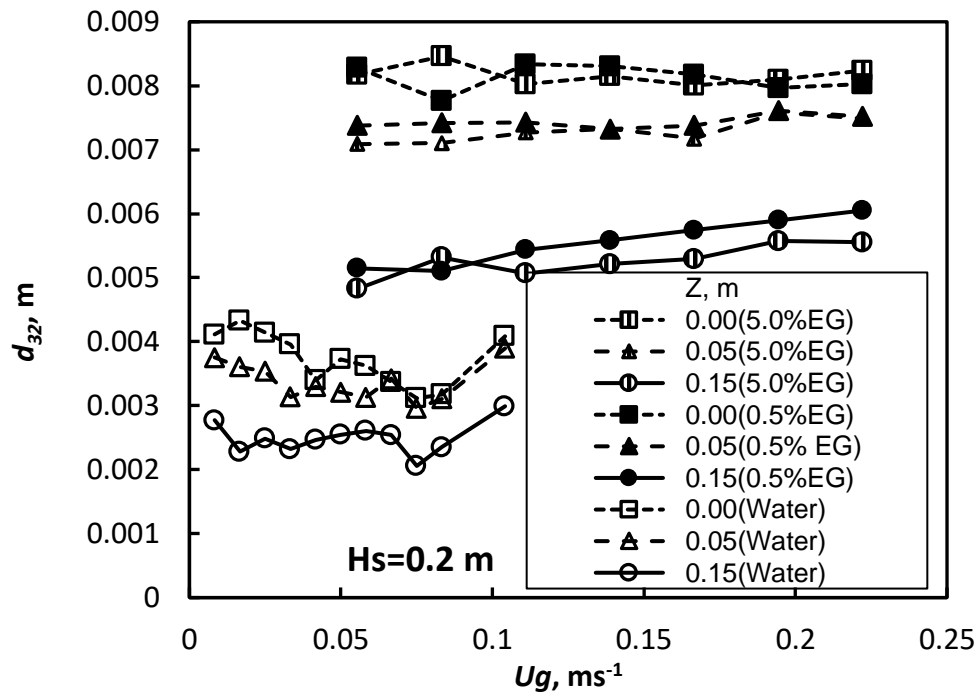 0.009
0.008
0.007
0.006
0.005
0.004
0.003
0.002
0.001
0
d32, m
Z, m
0.00(5.0%EG)
0.05(5.0%EG)
0.15(5.0%EG)
0.00(0.5%EG)
0.05(0.5% EG)
0.15(0.5%EG)
0.00(Water)
0.05(Water)
0.15(Water)
Hs=0.2 m
0 0.05 0.1 0.15 0.2 0.25
Ug, ms-1